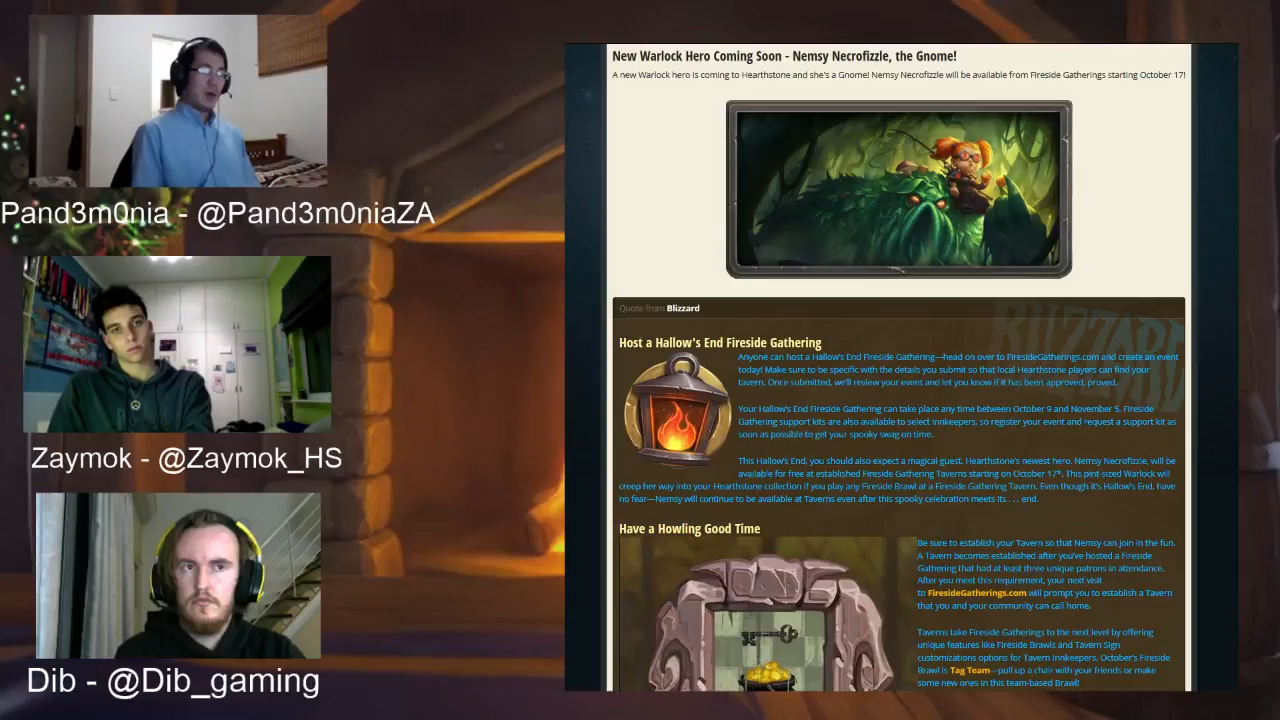 Pand3m0nia - @Pand3m0niaZA
Zaymok - @Zaymok_HS
Dib - @Dib_gaming
New Warlock Hero Coming Soon - Nemsy Necrofizzle, the Gnome!
A new Warlock hero is coming to Hearthstone and she's a Gnome! Nemsy Necrofizzle will be available from Fireside Gatherings starting October 17!
Quote from Blizzard
BLIZZARD
Host a Hallow's End Fireside Gathering
Anyone can host a Hallow's End Fireside Gathering—head on over to FiresideGatherings.com and create an event
today! Make sure to be specific with the details you submit so that local Hearthstone players can find your
tavern. Once submitted, we'll review your event and let you know if it has been approved. proved.
Your Hallow's End Fireside Gathering can take place any time between October 9 and November 5. Fireside
Gathering support kits are also available to select innkeepers, so register your event and request a support kit as
soon as possible to get your spooky swag on time.
This Hallow's End, you should also expect a magical guest. Hearthstone's newest hero, Nemsy Necrofizzle, will be
available for free at established Fireside Gathering Taverns starting on October 17*. This pint-sized Warlock will
creep her way into your Hearthstone collection if you play any Fireside Brawl at a Fireside Gathering Tavern. Even though it's Hallow's End, have
no fear—Nemsy will continue to be available at Taverns even after this spooky celebration meets its . . . end.
Have a Howling Good Time
Be sure to establish your Tavern so that Nemsy can join in the fun.
A Tavern becomes established after you've hosted a Fireside
Gathering that had at least three unique patrons in attendance.
After you meet this requirement, your next visit
to FiresideGatherings.com will prompt you to establish a Tavern
that you and your community can call home.
Taverns take Fireside Gatherings to the next level by offering
unique features like Fireside Brawls and Tavern Sign
customizations options for Tavern Innkeepers. October's Fireside
Brawl is Tag Team—pull up a chair with your friends or make
some new ones in this team-based Brawl!